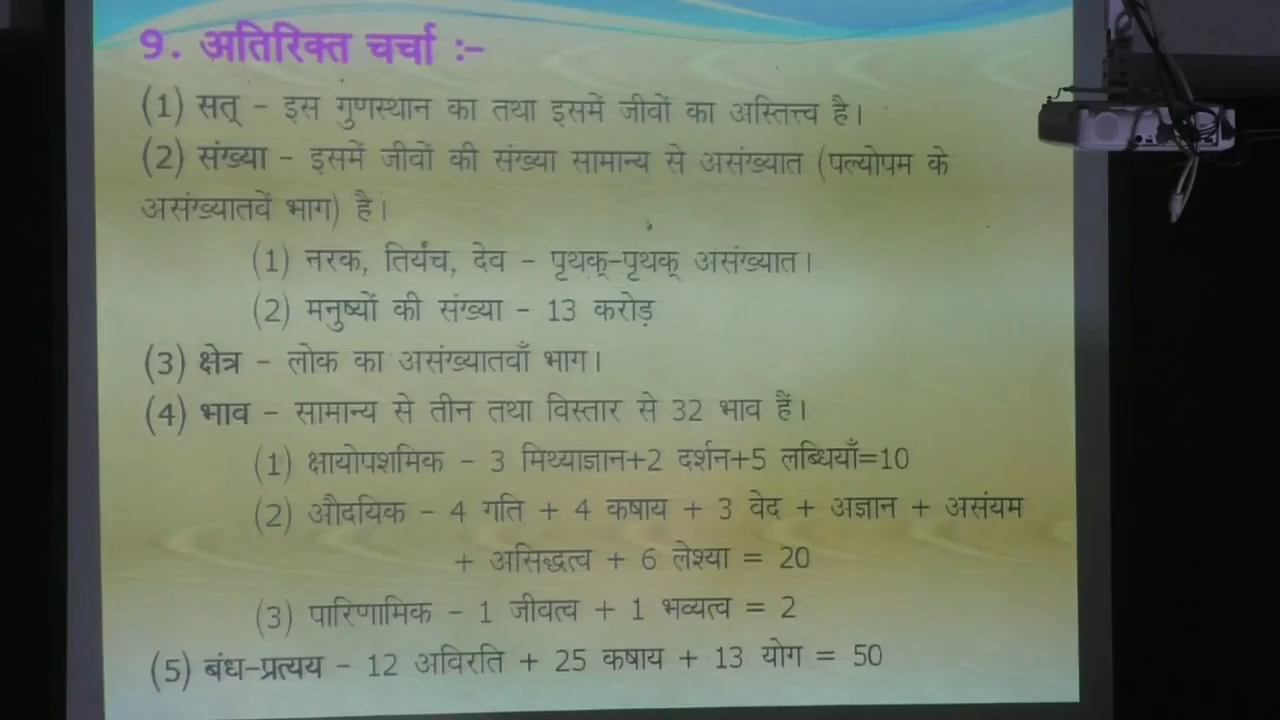 9. अतिरिक्त चर्चा :-
(1) सत् - इस गुणस्थान का तथा इसमें जीवों का अस्तित्त्व है।
(2) संख्या - इसमें जीवों की संख्या सामान्य से असंख्यात (पल्योपम के
असंख्यातवें भाग) है।
(1) नरक, तिर्यंच, देव - पृथक्-पृथक् असंख्यात।
(2) मनुष्यों की संख्या - 13 करोड़
(3) क्षेत्र - लोक का असंख्यातवाँ भाग।
(4) भाव - सामान्य से तीन तथा विस्तार से 32 भाव हैं।
(1) क्षायोपशमिक - 3 मिथ्याज्ञान+2 दर्शन+5 लब्धियाँ=10
(2) औदयिक - 4 गति + 4 कषाय + 3 वेद + अज्ञान + असंयम
+ असिद्धत्व + 6 लेश्या = 20
(3) पारिणामिक - 1 जीवत्व + 1 भव्यत्व = 2
(5) बंध-प्रत्यय - 12 अविरति + 25 कषाय + 13 योग = 50